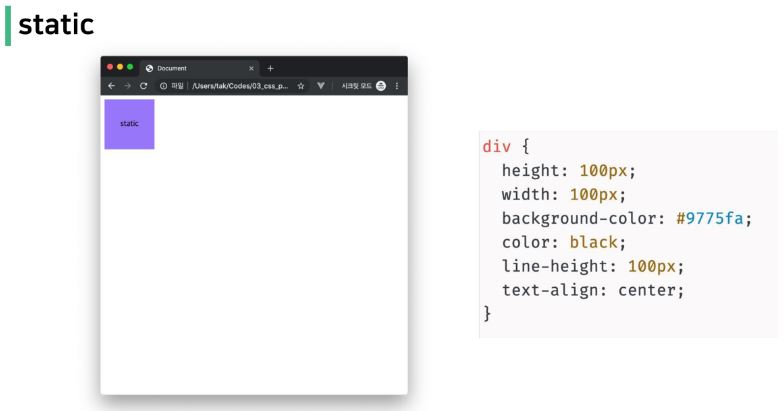 static
Document
파일
/Users/tak/Codes/03_css_p...
시크릿 모드
static
div {
height: 100px;
width: 100px;
background-color: #9775fa;
color: black;
line-height: 100px;
text-align: center;
}